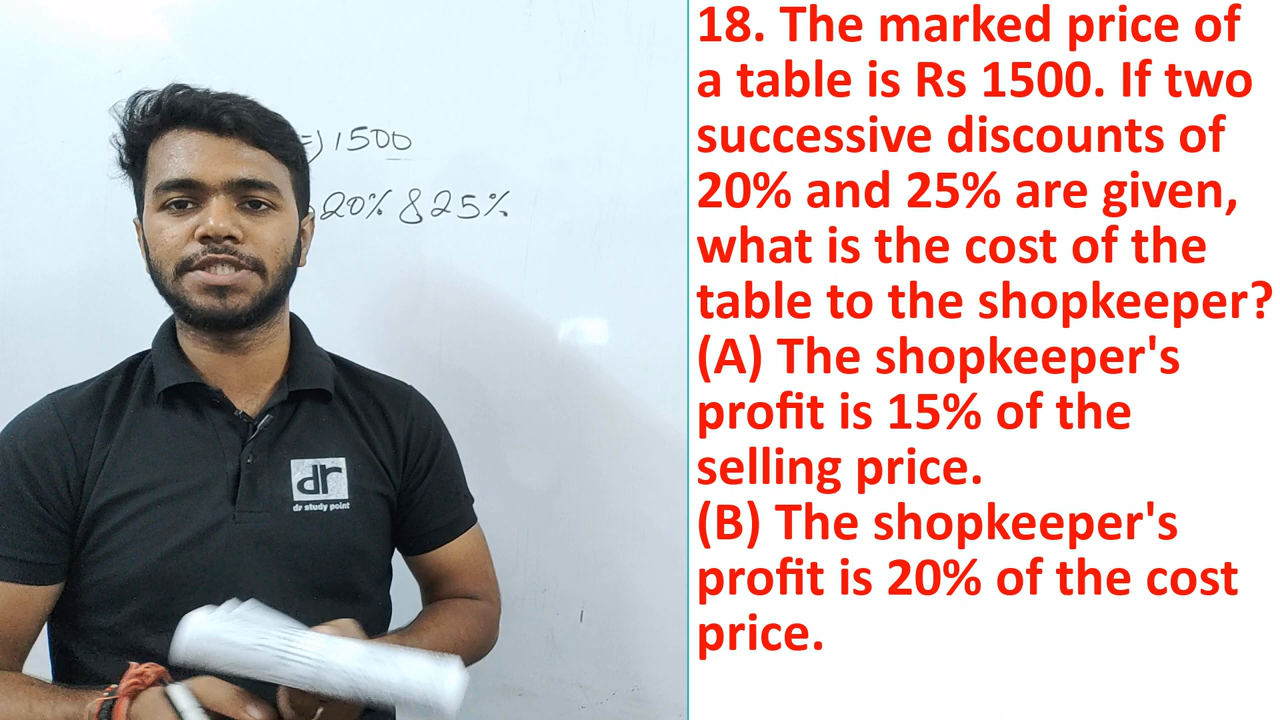 =) 1500
20% & 25%
dr
dr study point
18. The marked price of
a table is Rs 1500. If two
successive discounts of
20% and 25% are given,
what is the cost of the
table to the shopkeeper?
(A) The shopkeeper's
profit is 15% of the
selling price.
(B) The shopkeeper's
profit is 20% of the cost
price.